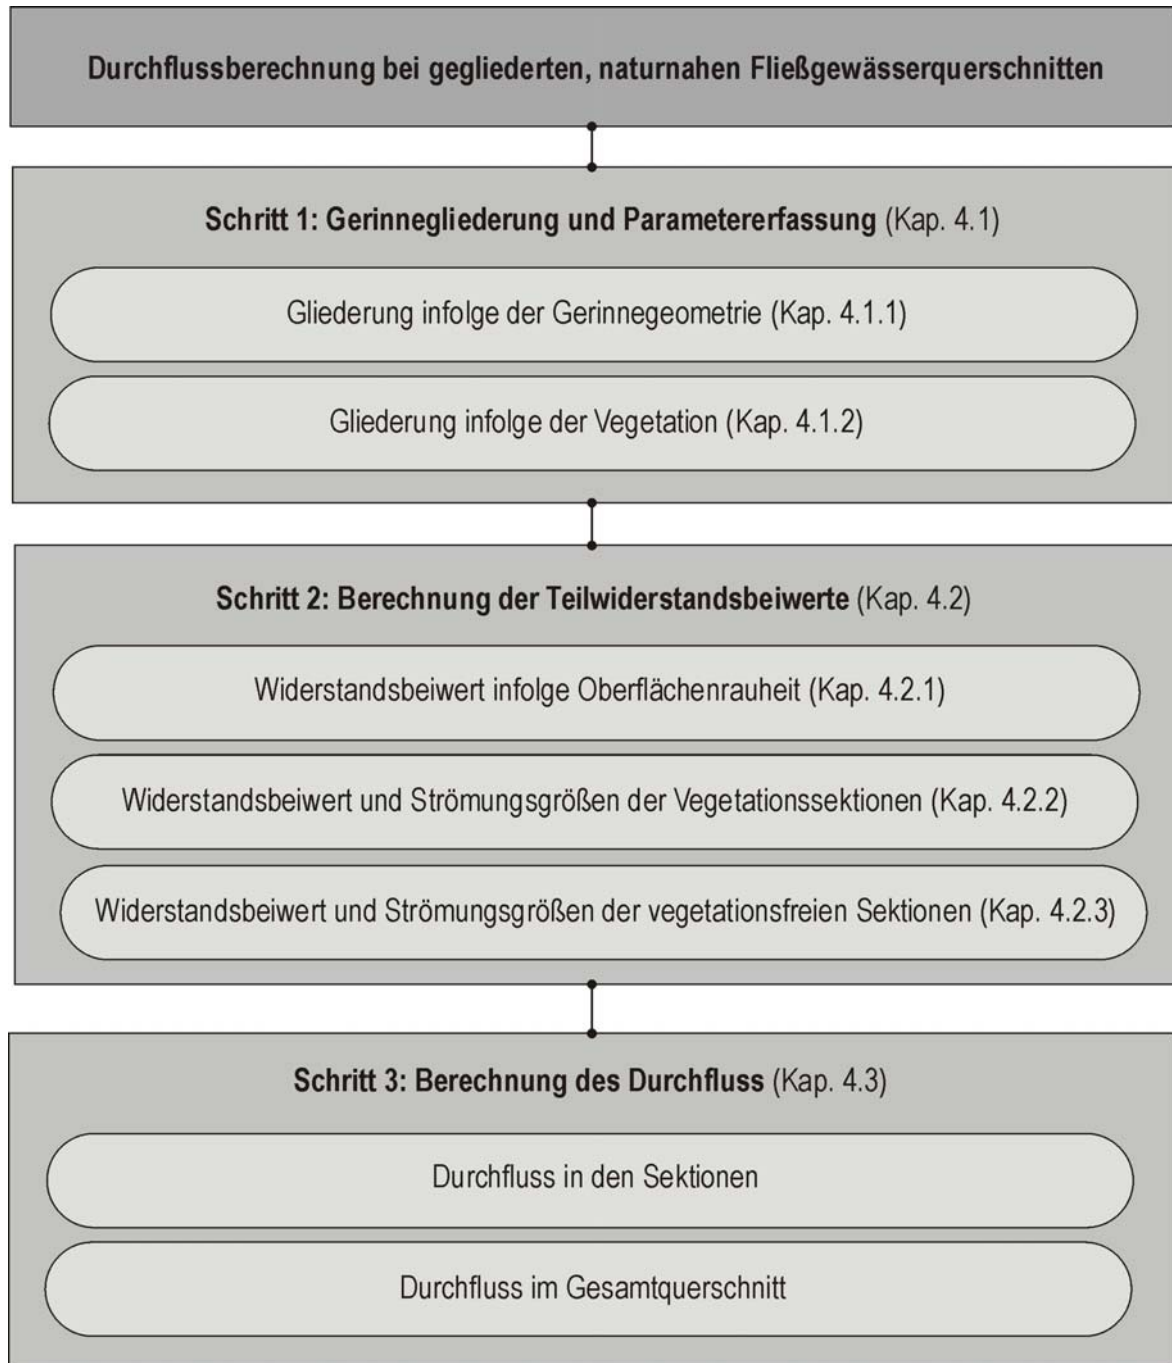 Durchflussberechnung bei gegliederten, naturnahen Fließgewässerquerschnitten
Schritt 1: Gerinnegliederung und Parametererfassung (Kap. 4.1)
Gliederung infolge der Gerinnegeometrie (Kap. 4.1.1)
Gliederung infolge der Vegetation (Kap. 4.1.2)
Schritt 2: Berechnung der Teilwiderstandsbeiwerte (Kap. 4.2)
Widerstandsbeiwert infolge Oberflächenrauheit (Kap. 4.2.1)
Widerstandsbeiwert und Strömungsgrößen der Vegetationssektionen (Kap. 4.2.2)
Widerstandsbeiwert und Strömungsgrößen der vegetationsfreien Sektionen (Kap. 4.2.3)
Schritt 3: Berechnung des Durchfluss (Kap. 4.3)
Durchfluss in den Sektionen
Durchfluss im Gesamtquerschnitt